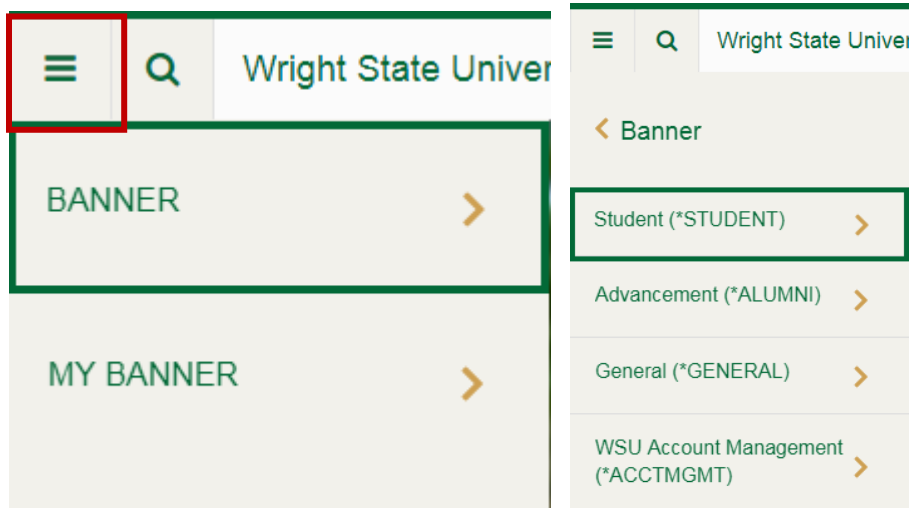 Wright State Univer
BANNER
MY BANNER
Wright State Univer
Banner
Student (*STUDENT)
Advancement (*ALUMNI)
General (*GENERAL)
WSU Account Management
(*ACCTMGMT)